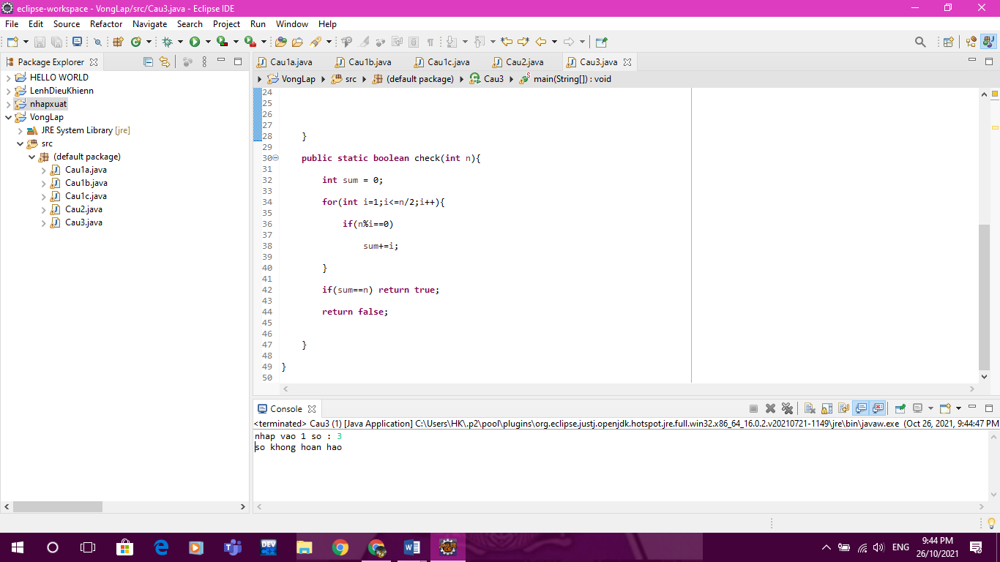 eclipse-workspace - VongLap/src/Cau3.java - Eclipse IDE
File Edit Source Refactor Navigate Search Project Run Window Help
Package Explorer
HELLO WORLD
LenhDieuKhienn
nhapxuat
VongLap
JRE System Library [jre]
src
(default package)
Cau1a.java
Cau1b.java
Cau1c.java
Cau2.java
Cau3.java
Cau1a.java Cau1b.java Cau1c.java Cau2.java Cau3.java
VongLap src (default package) Cau3 main(String[]) : void
24
25
26
27
28 }
29
30 public static boolean check(int n){
31
32 int sum = 0;
33
34 for(int i=1;i<=n/2;i++){
35
36 if(n%i==0)
37
38 sum+=i;
39
40 }
41
42 if(sum==n) return true;
43
44 return false;
45
46
47 }
48
49 }
50
Console
<terminated> Cau3 (1) [Java Application] C:\Users\HK\.p2\pool\plugins\org.eclipse.justj.openjdk.hotspot.jre.full.win32.x86_64_16.0.2.v20210721-1149\jre\bin\javaw.exe (Oct 26, 2021, 9:44:47 PM
nhap vao 1 so : 3
so khong hoan hao
DEV
ENG
9:44 PM
26/10/2021